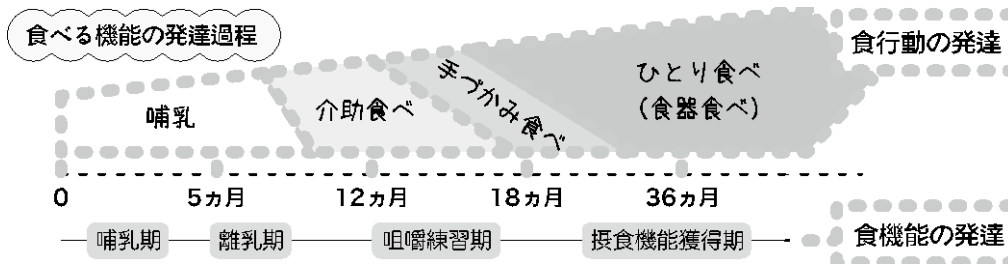 食べる機能の発達過程
食行動の発達
哺乳
介助食べ
手づかみ食べ
ひとり食べ
(食器食べ)
0 5ヵ月 12ヵ月 18ヵ月 36ヵ月
哺乳期 離乳期 咀嚼練習期 摂食機能獲得期
食機能の発達